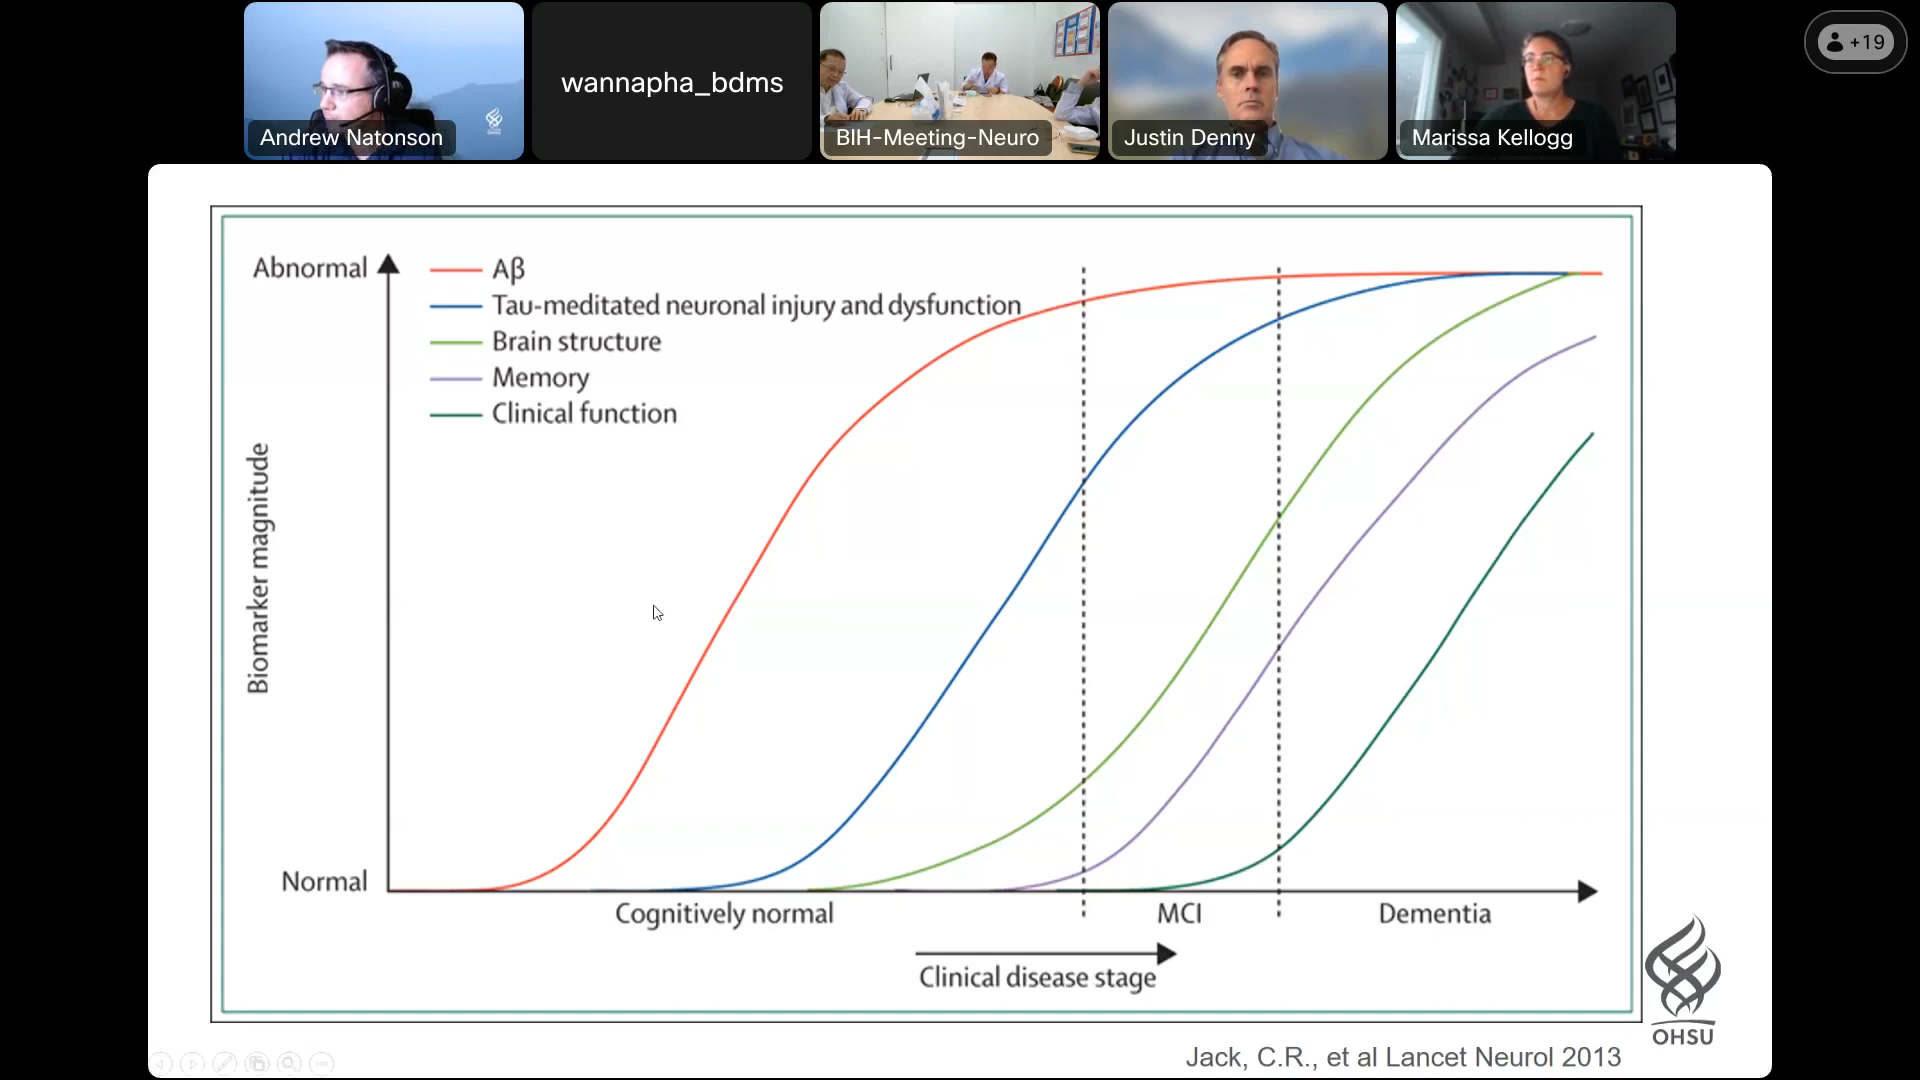 Andrew Natonson
wannapha_bdms
BIH-Meeting-Neuro
Justin Denny
Marissa Kellogg
+19
Abnormal
Aβ
Tau-meditated neuronal injury and dysfunction
Brain structure
Memory
Clinical function
Biomarker magnitude
Normal
Cognitively normal
MCI
Dementia
Clinical disease stage
OHSU
Jack, C.R., et al Lancet Neurol 2013